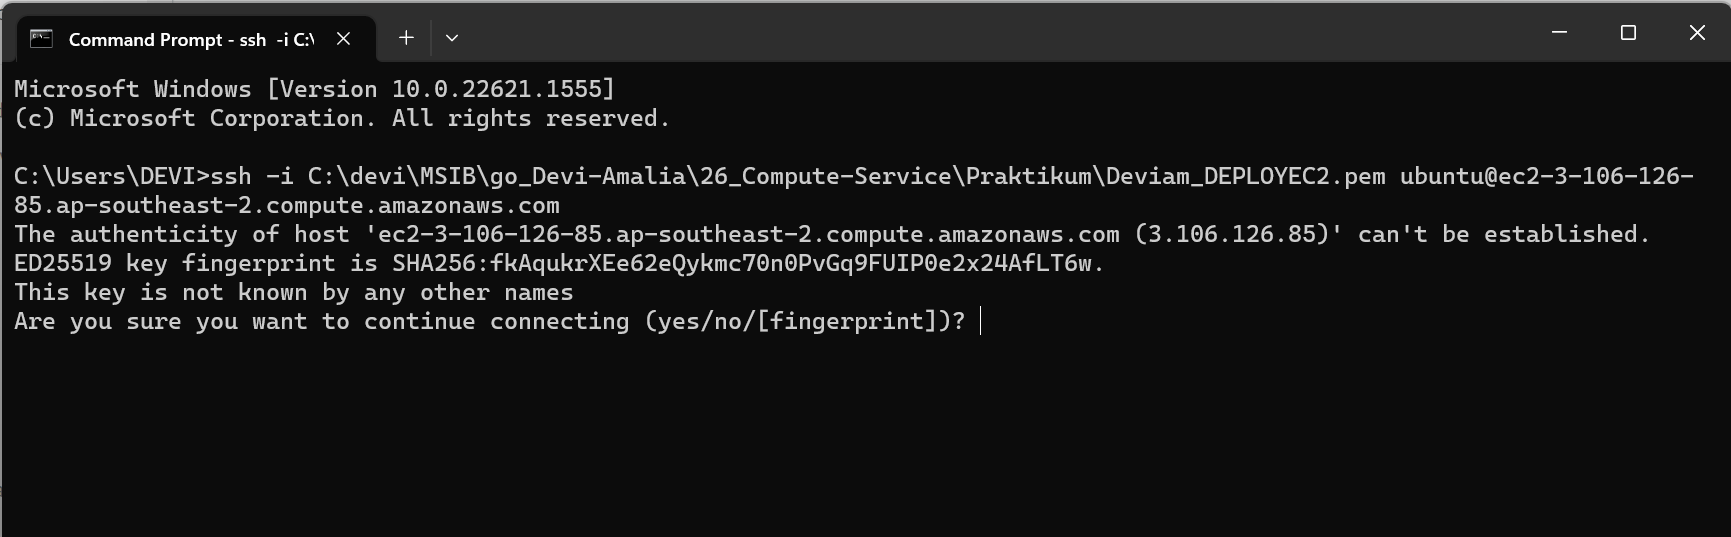 Command Prompt - ssh -i C:\
Microsoft Windows [Version 10.0.22621.1555]
(c) Microsoft Corporation. All rights reserved.
C:\Users\DEVI>ssh -i C:\devi\MSIB\go_Devi-Amalia\26_Compute-Service\Praktikum\Deviam_DEPLOYEC2.pem ubuntu@ec2-3-106-126-
85.ap-southeast-2.compute.amazonaws.com
The authenticity of host 'ec2-3-106-126-85.ap-southeast-2.compute.amazonaws.com (3.106.126.85)' can't be established.
ED25519 key fingerprint is SHA256:fkAqukrXEe62eQykmc70n0PvGq9FUIP0e2x24AfLT6w.
This key is not known by any other names
Are you sure you want to continue connecting (yes/no/[fingerprint])?